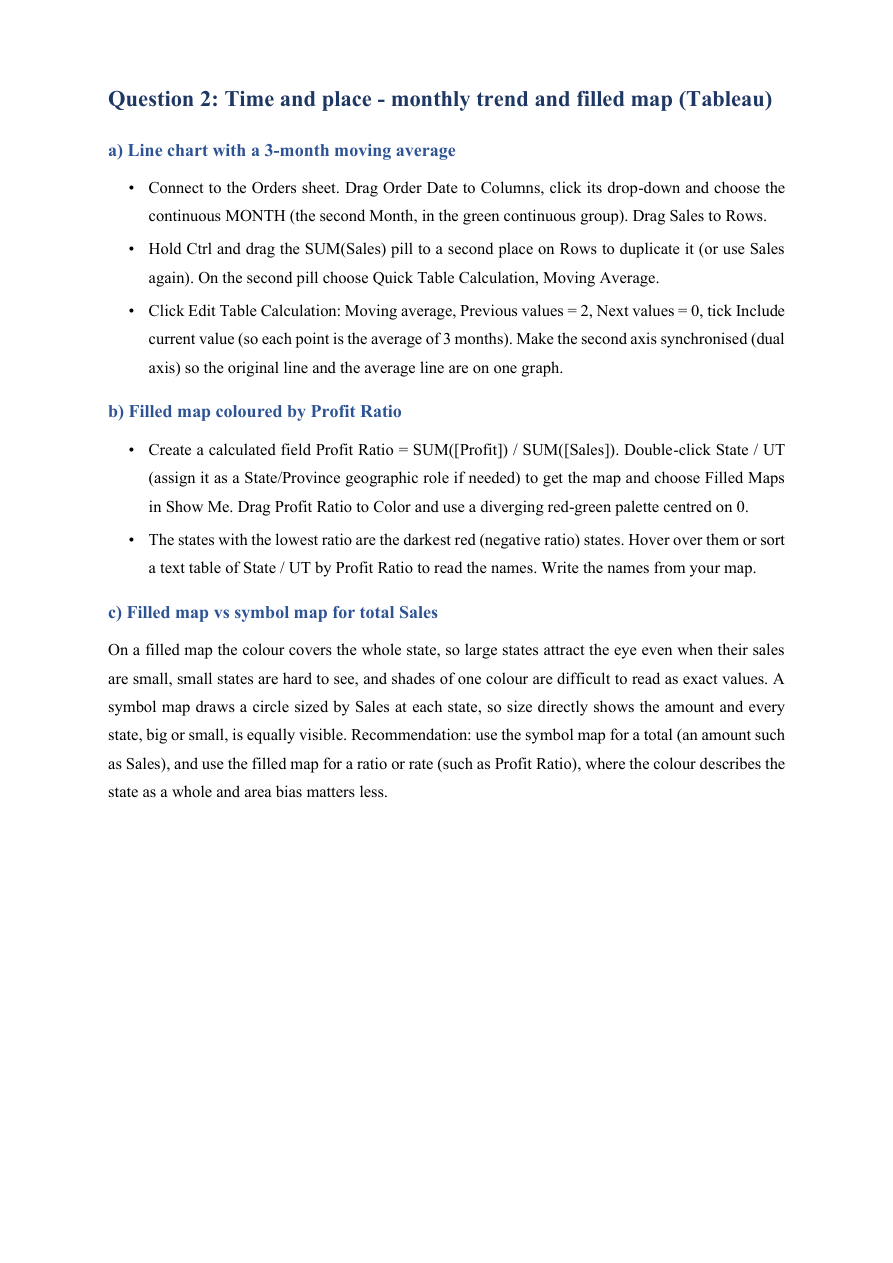 Question 2: Time and place - monthly trend and filled map (Tableau)
a) Line chart with a 3-month moving average
• Connect to the Orders sheet. Drag Order Date to Columns, click its drop-down and choose the
continuous MONTH (the second Month, in the green continuous group). Drag Sales to Rows.
• Hold Ctrl and drag the SUM(Sales) pill to a second place on Rows to duplicate it (or use Sales
again). On the second pill choose Quick Table Calculation, Moving Average.
• Click Edit Table Calculation: Moving average, Previous values = 2, Next values = 0, tick Include
current value (so each point is the average of 3 months). Make the second axis synchronised (dual
axis) so the original line and the average line are on one graph.
b) Filled map coloured by Profit Ratio
• Create a calculated field Profit Ratio = SUM([Profit]) / SUM([Sales]). Double-click State / UT
(assign it as a State/Province geographic role if needed) to get the map and choose Filled Maps
in Show Me. Drag Profit Ratio to Color and use a diverging red-green palette centred on 0.
• The states with the lowest ratio are the darkest red (negative ratio) states. Hover over them or sort
a text table of State / UT by Profit Ratio to read the names. Write the names from your map.
c) Filled map vs symbol map for total Sales
On a filled map the colour covers the whole state, so large states attract the eye even when their sales
are small, small states are hard to see, and shades of one colour are difficult to read as exact values. A
symbol map draws a circle sized by Sales at each state, so size directly shows the amount and every
state, big or small, is equally visible. Recommendation: use the symbol map for a total (an amount such
as Sales), and use the filled map for a ratio or rate (such as Profit Ratio), where the colour describes the
state as a whole and area bias matters less.